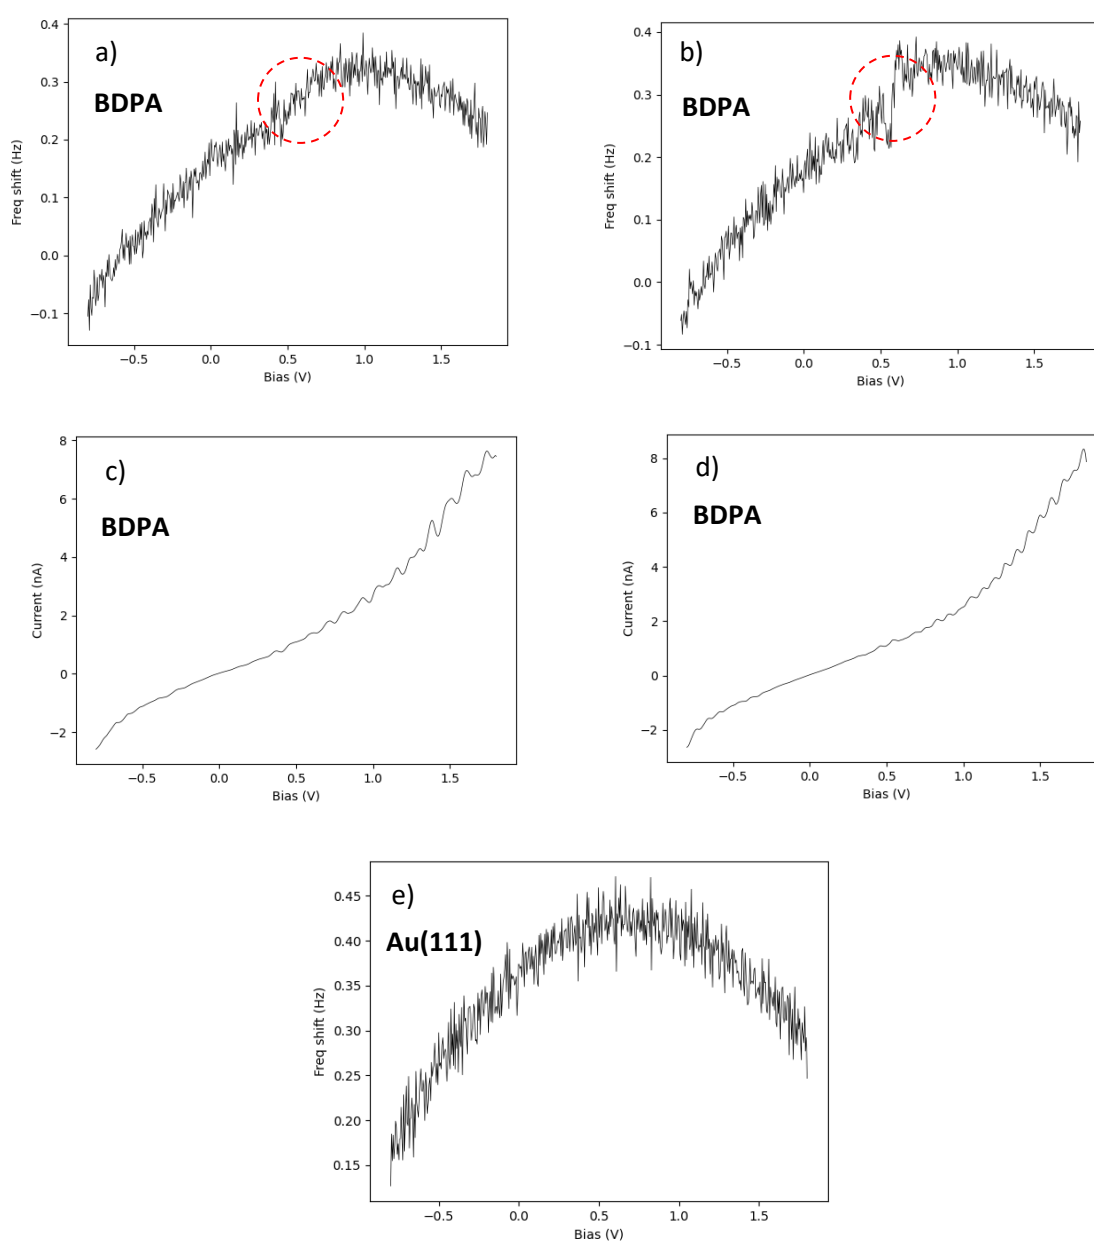 a)
BDPA
0.4
0.3
0.2
0.1
0.0
−0.1
Freq shift (Hz)
−0.5 0.0 0.5 1.0 1.5
Bias (V)
b)
BDPA
0.4
0.3
0.2
0.1
0.0
−0.1
Freq shift (Hz)
−0.5 0.0 0.5 1.0 1.5
Bias (V)
c)
BDPA
8
6
4
2
0
−2
Current (nA)
−0.5 0.0 0.5 1.0 1.5
Bias (V)
d)
BDPA
8
6
4
2
0
−2
Current (nA)
−0.5 0.0 0.5 1.0 1.5
Bias (V)
e)
Au(111)
0.45
0.40
0.35
0.30
0.25
0.20
0.15
Freq shift (Hz)
−0.5 0.0 0.5 1.0 1.5
Bias (V)